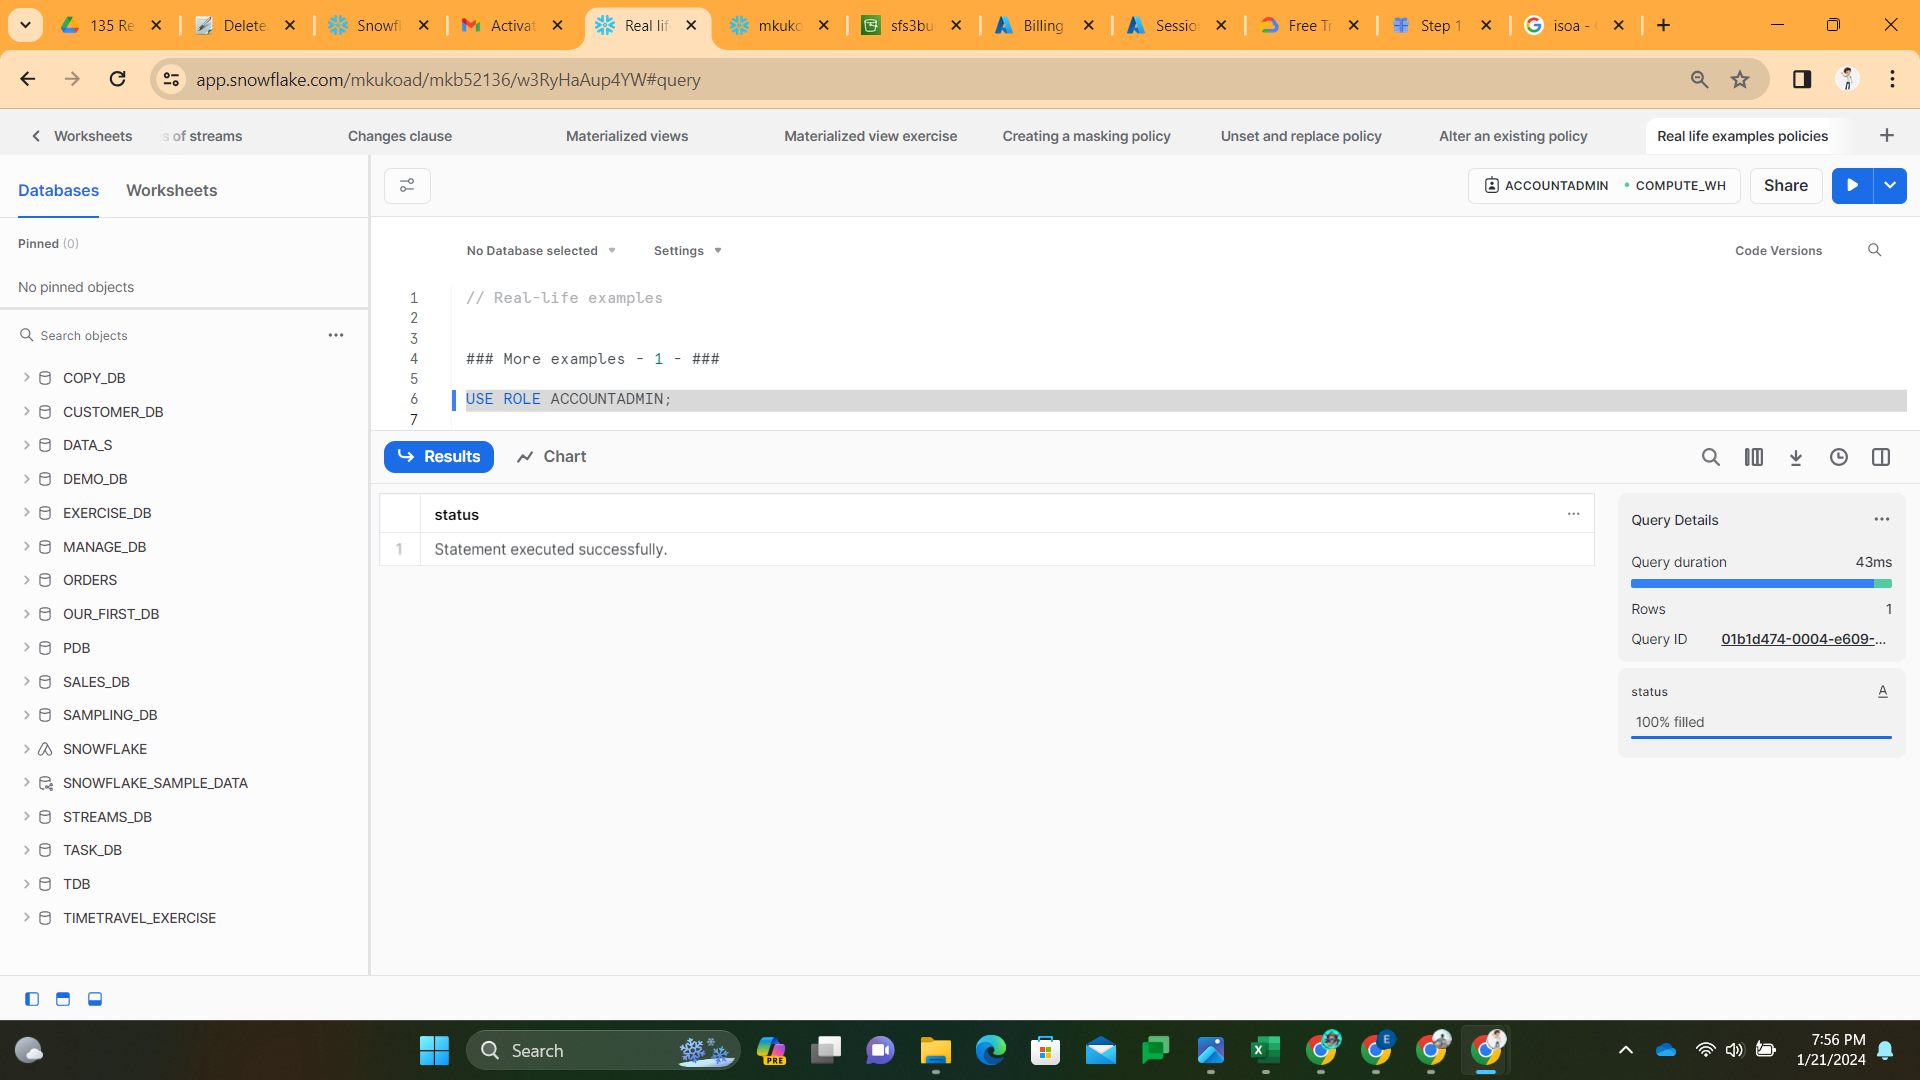 135 Re
Delete
Snowfl
Activat
Real lif
mkuko
sfs3bu
Billing
Sessio
Free Tr
Step 1
isoa -
app.snowflake.com/mkukoad/mkb52136/w3RyHaAup4YW#query
Worksheets
s of streams
Changes clause
Materialized views
Materialized view exercise
Creating a masking policy
Unset and replace policy
Alter an existing policy
Real life examples policies
Databases
Worksheets
ACCOUNTADMIN
COMPUTE_WH
Share
Pinned (0)
No pinned objects
No Database selected
Settings
Code Versions
1 // Real-life examples
2
3
4 ### More examples - 1 - ###
5
6 USE ROLE ACCOUNTADMIN;
7
Search objects
COPY_DB
CUSTOMER_DB
DATA_S
DEMO_DB
EXERCISE_DB
MANAGE_DB
ORDERS
OUR_FIRST_DB
PDB
SALES_DB
SAMPLING_DB
SNOWFLAKE
SNOWFLAKE_SAMPLE_DATA
STREAMS_DB
TASK_DB
TDB
TIMETRAVEL_EXERCISE
Results
Chart
status
1 Statement executed successfully.
Query Details
Query duration 43ms
Rows 1
Query ID 01b1d474-0004-e609-...
status A
100% filled
Search
PRE
E
7:56 PM
1/21/2024